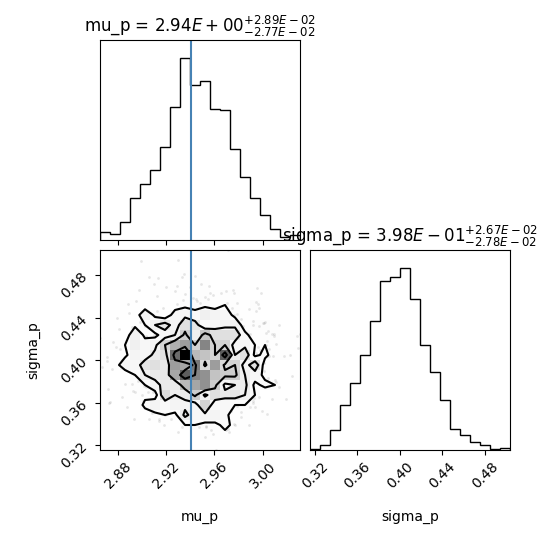 mu_p = 2.94E + 00 +2.89E − 02 −2.77E − 02
sigma_p = 3.98E − 01 +2.67E − 02 −2.78E − 02
0.48
0.44
0.40
0.36
0.32
sigma_p
2.88 2.92 2.96 3.00
mu_p
0.32 0.36 0.40 0.44 0.48
sigma_p